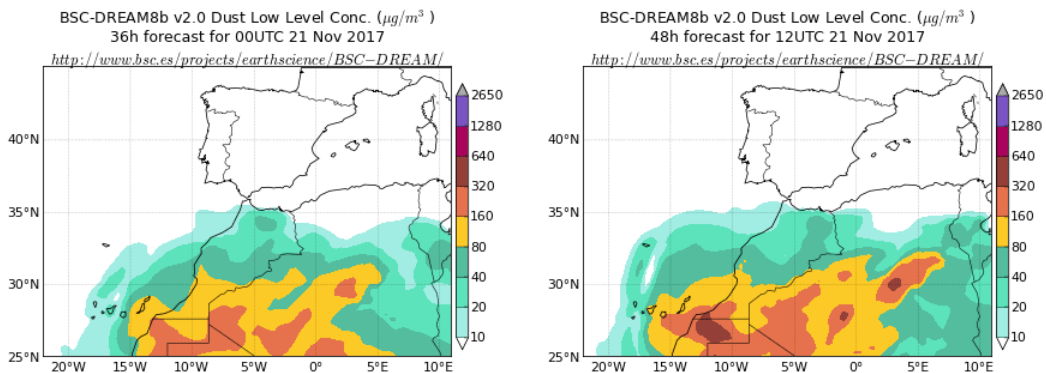 BSC-DREAM8b v2.0 Dust Low Level Conc. (μg/m³ )
36h forecast for 00UTC 21 Nov 2017
http://www.bsc.es/projects/earthscience/BSC−DREAM/
40°N
35°N
30°N
25°N
20°W
15°W
10°W
5°W
0°
5°E
10°E
2650
1280
640
320
160
80
40
20
10
BSC-DREAM8b v2.0 Dust Low Level Conc. (μg/m³ )
48h forecast for 12UTC 21 Nov 2017
http://www.bsc.es/projects/earthscience/BSC−DREAM/
40°N
35°N
30°N
25°N
20°W
15°W
10°W
5°W
0°
5°E
10°E
2650
1280
640
320
160
80
40
20
10